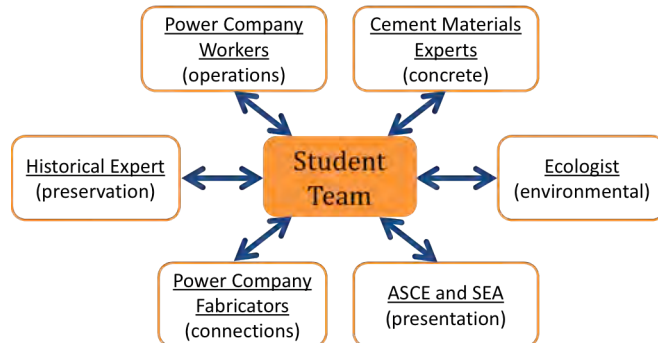 Power Company
Workers
(operations)
Cement Materials
Experts
(concrete)
Historical Expert
(preservation)
Student
Team
Ecologist
(environmental)
Power Company
Fabricators
(connections)
ASCE and SEA
(presentation)